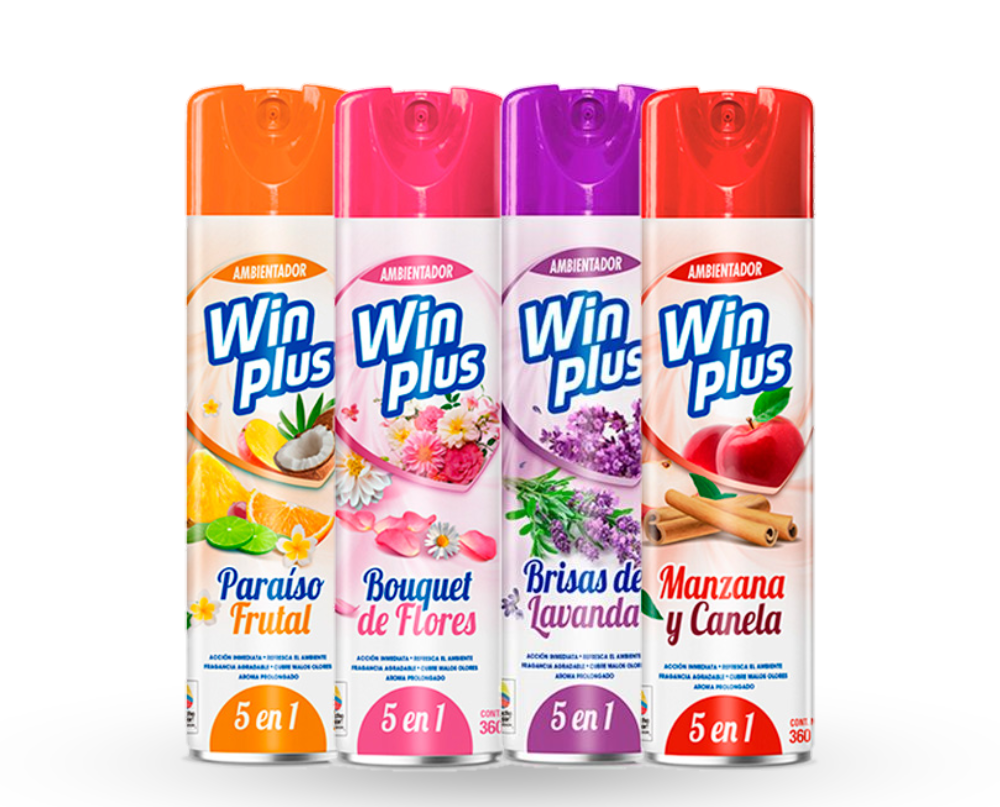 AMBIENTADOR
Win
plus
Paraíso
Frutal
ACCIÓN INMEDIATA • REFRESCA EL AMBIENTE
FRAGANCIA AGRADABLE • CUBRE MALOS OLORES
AROMA PROLONGADO
5 en 1
AMBIENTADOR
Win
plus
Bouquet
de Flores
ACCIÓN INMEDIATA • REFRESCA EL AMBIENTE
FRAGANCIA AGRADABLE • CUBRE MALOS OLORES
AROMA PROLONGADO
5 en 1
CONT.
360
AMBIENTADOR
Win
plus
Brisas de
Lavanda
ACCIÓN INMEDIATA • REFRESCA EL AMBIENTE
FRAGANCIA AGRADABLE • CUBRE MALOS OLORES
AROMA PROLONGADO
5 en 1
AMBIENTADOR
Win
plus
Manzana
y Canela
ACCIÓN INMEDIATA • REFRESCA EL AMBIENTE
FRAGANCIA AGRADABLE • CUBRE MALOS OLORES
AROMA PROLONGADO
5 en 1
CONT. N
360